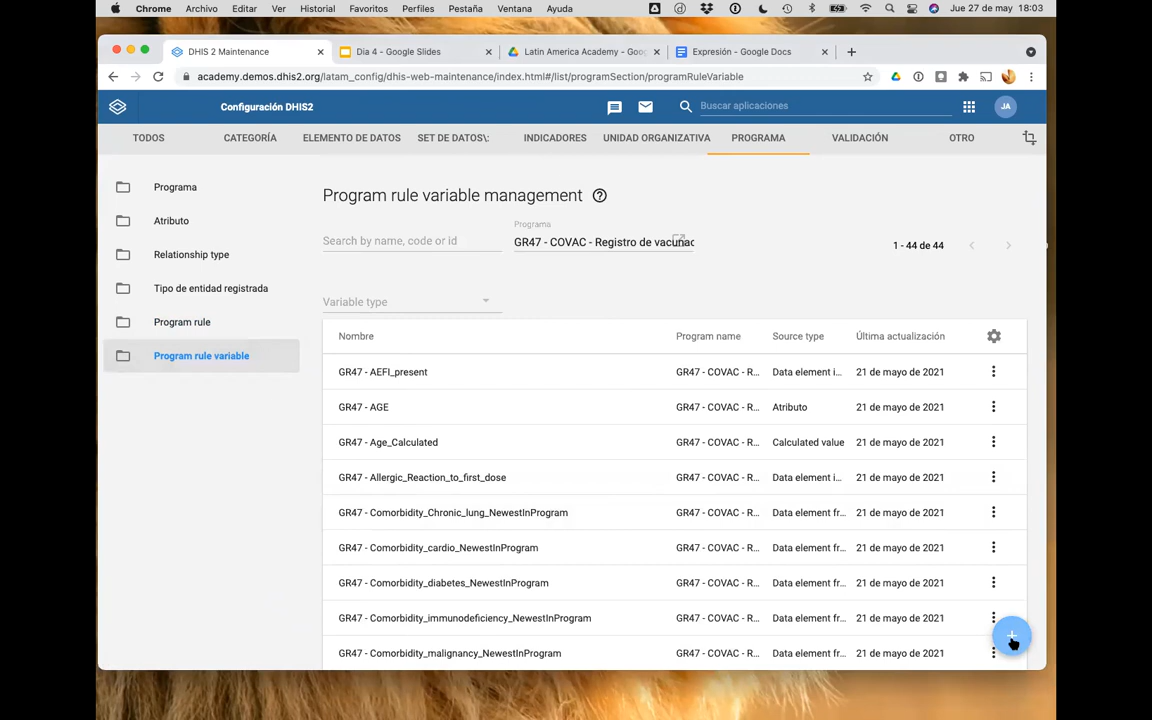 Chrome Archivo Editar Ver Historial Favoritos Perfiles Pestaña Ventana Ayuda Jue 27 de may 18:03
DHIS 2 Maintenance Dia 4 - Google Slides Latin America Academy - Goog Expresión - Google Docs
academy.demos.dhis2.org/latam_config/dhis-web-maintenance/index.html#/list/programSection/programRuleVariable
Configuración DHIS2 Buscar aplicaciones JA
TODOS CATEGORÍA ELEMENTO DE DATOS SET DE DATOS\: INDICADORES UNIDAD ORGANIZATIVA PROGRAMA VALIDACIÓN OTRO
Programa
Atributo
Relationship type
Tipo de entidad registrada
Program rule
Program rule variable
Program rule variable management
Programa
Search by name, code or id GR47 - COVAC - Registro de vacunac 1 - 44 de 44
Variable type
Nombre Program name Source type Última actualización
GR47 - AEFI_present GR47 - COVAC - R... Data element i... 21 de mayo de 2021
GR47 - AGE GR47 - COVAC - R... Atributo 21 de mayo de 2021
GR47 - Age_Calculated GR47 - COVAC - R... Calculated value 21 de mayo de 2021
GR47 - Allergic_Reaction_to_first_dose GR47 - COVAC - R... Data element i... 21 de mayo de 2021
GR47 - Comorbidity_Chronic_lung_NewestInProgram GR47 - COVAC - R... Data element fr... 21 de mayo de 2021
GR47 - Comorbidity_cardio_NewestInProgram GR47 - COVAC - R... Data element fr... 21 de mayo de 2021
GR47 - Comorbidity_diabetes_NewestInProgram GR47 - COVAC - R... Data element fr... 21 de mayo de 2021
GR47 - Comorbidity_immunodeficiency_NewestInProgram GR47 - COVAC - R... Data element fr... 21 de mayo de 2021
GR47 - Comorbidity_malignancy_NewestInProgram GR47 - COVAC - R... Data element fr... 21 de mayo de 2021